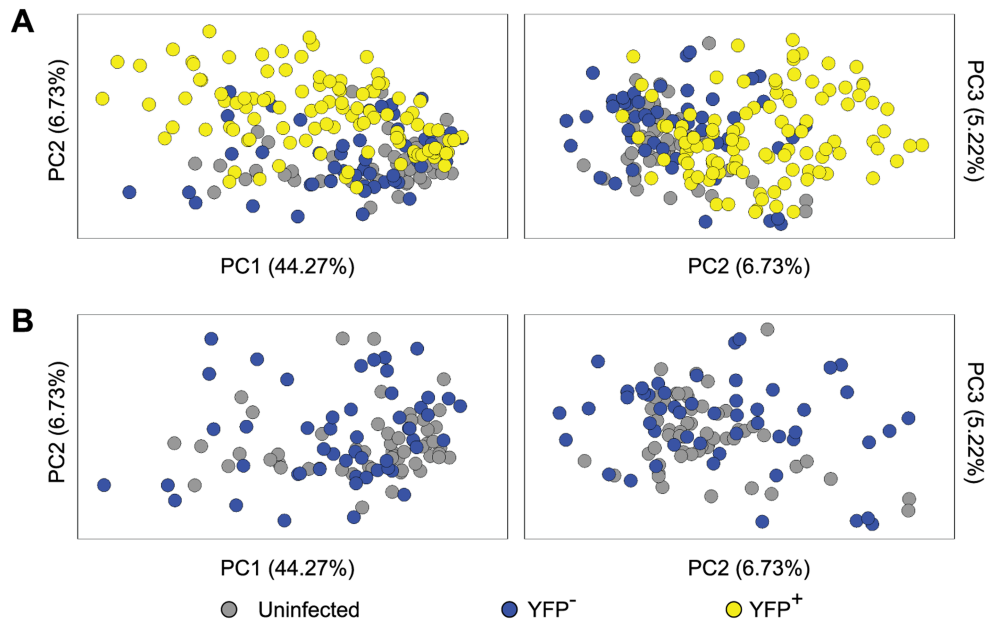 A
PC2 (6.73%)
PC1 (44.27%)
PC2 (6.73%)
PC3 (5.22%)
B
PC2 (6.73%)
PC1 (44.27%)
PC2 (6.73%)
PC3 (5.22%)
Uninfected
YFP⁻
YFP⁺